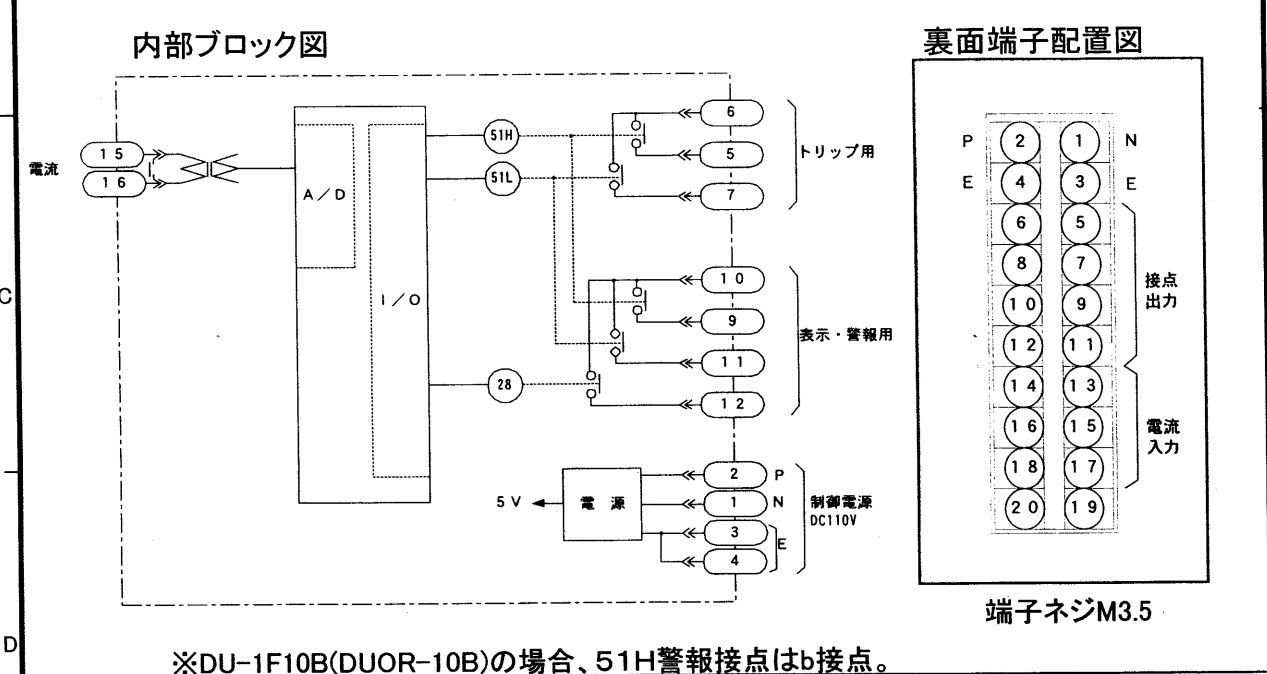 内部ブロック図
裏面端子配置図
C
D
電流
15
16
A/D
I/O
51H
51L
28
6
5
7
トリップ用
10
9
11
12
表示・警報用
5V
電源
2 P
1 N
3
4
E
制御電源
DC110V
P 2 1 N
E 4 3 E
6 5
8 7
10 9
12 11
14 13
16 15
18 17
20 19
接点
出力
電流
入力
端子ネジM3.5
※DU-1F10B(DUOR-10B)の場合、51H警報接点はb接点。